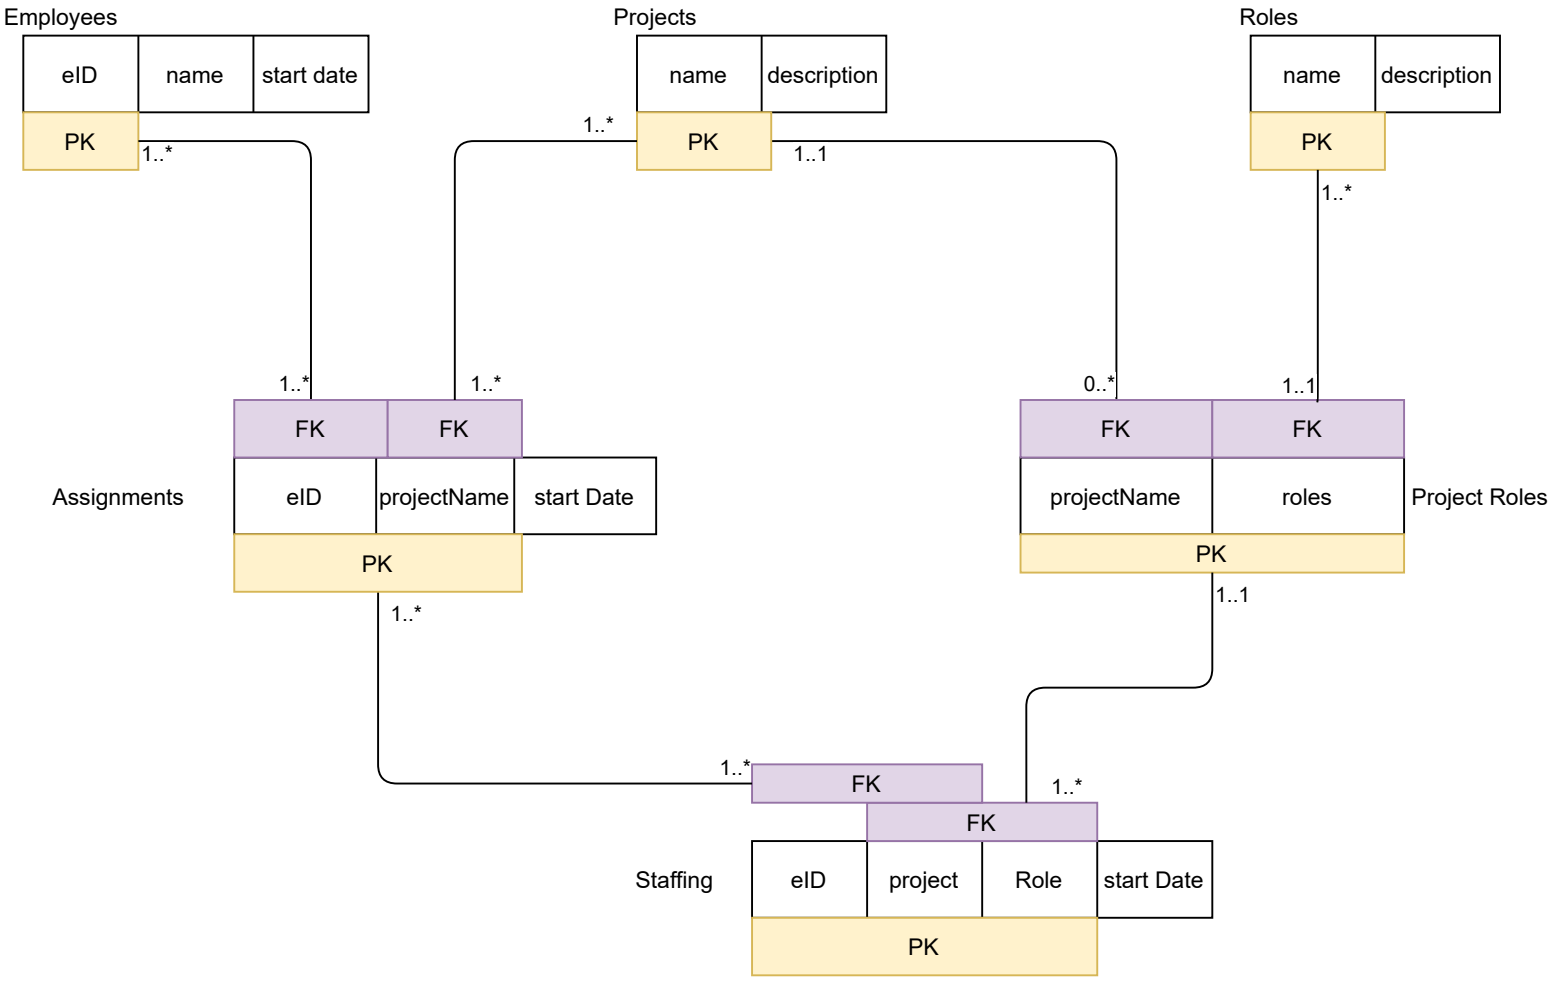 Employees
Projects
Roles
eID name start date
name description
name description
PK
PK
PK
1..*
1..*
1..1
1..*
1..*
1..*
0..*
1..1
FK FK
FK FK
Assignments
eID projectName start Date
projectName roles
Project Roles
PK
PK
1..*
1..1
1..*
FK
1..*
FK
Staffing
eID project Role start Date
PK